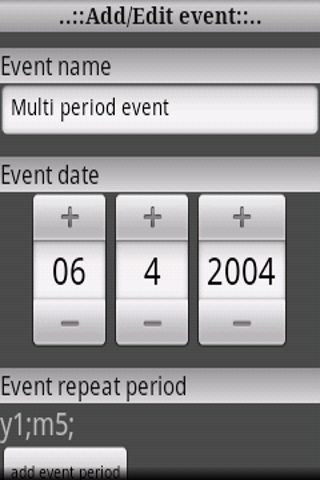 ..::Add/Edit event::..
Event name
Multi period event
Event date
+ + +
06 4 2004
− − −
Event repeat period
y1;m5;
add event period